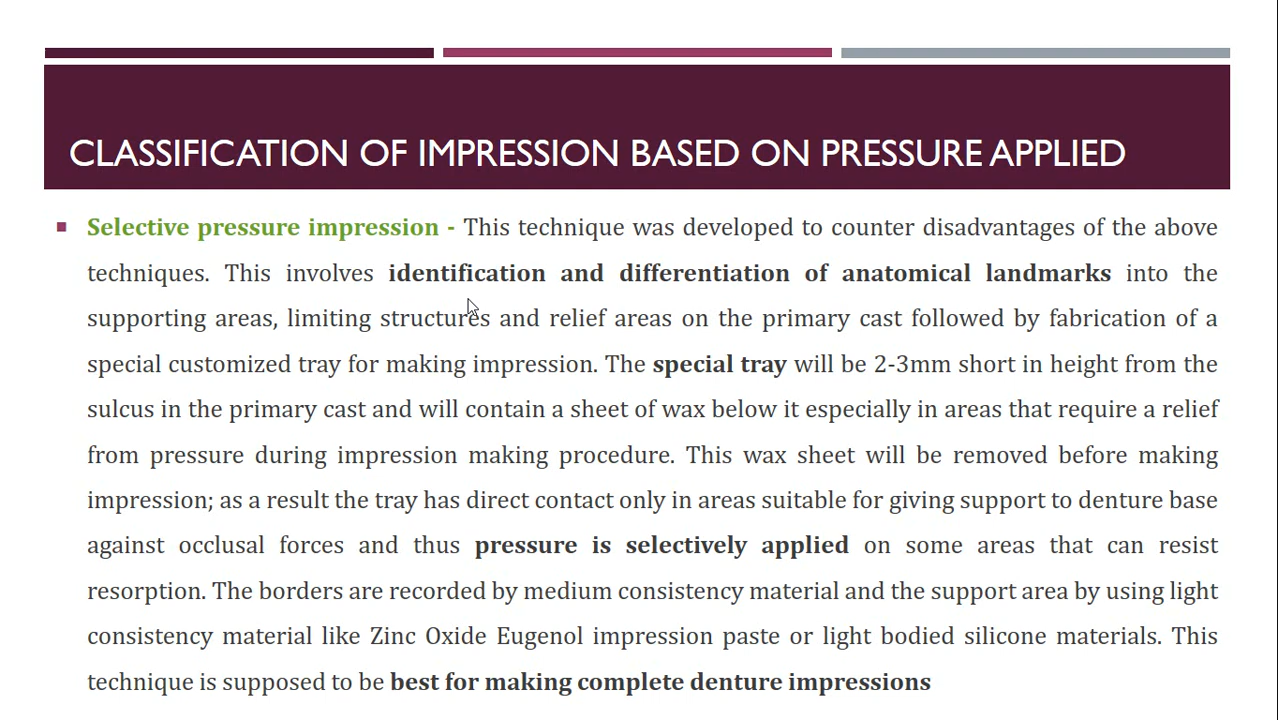 CLASSIFICATION OF IMPRESSION BASED ON PRESSURE APPLIED
Selective pressure impression - This technique was developed to counter disadvantages of the above
techniques. This involves identification and differentiation of anatomical landmarks into the
supporting areas, limiting structures and relief areas on the primary cast followed by fabrication of a
special customized tray for making impression. The special tray will be 2-3mm short in height from the
sulcus in the primary cast and will contain a sheet of wax below it especially in areas that require a relief
from pressure during impression making procedure. This wax sheet will be removed before making
impression; as a result the tray has direct contact only in areas suitable for giving support to denture base
against occlusal forces and thus pressure is selectively applied on some areas that can resist
resorption. The borders are recorded by medium consistency material and the support area by using light
consistency material like Zinc Oxide Eugenol impression paste or light bodied silicone materials. This
technique is supposed to be best for making complete denture impressions